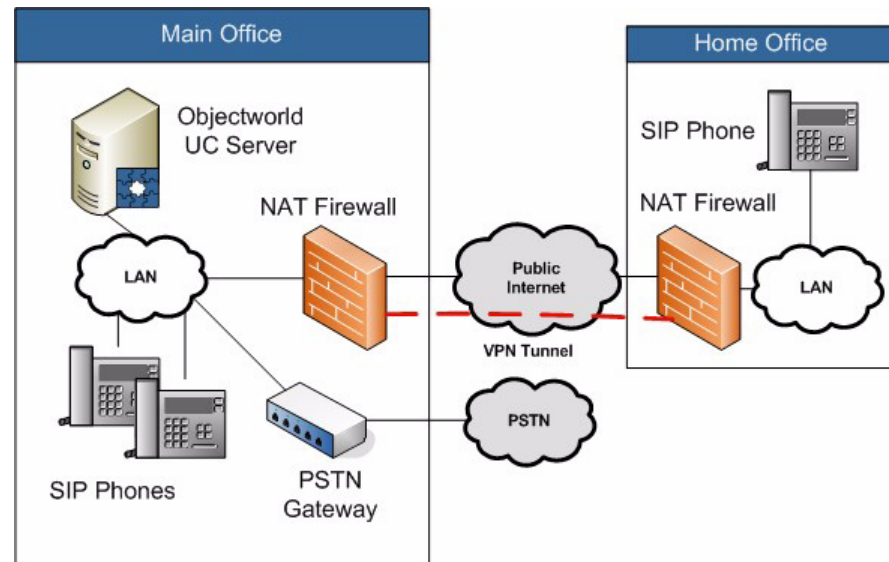 Main Office
Objectworld
UC Server
NAT Firewall
LAN
SIP Phones
PSTN
Gateway
Public
Internet
VPN Tunnel
PSTN
Home Office
SIP Phone
NAT Firewall
LAN